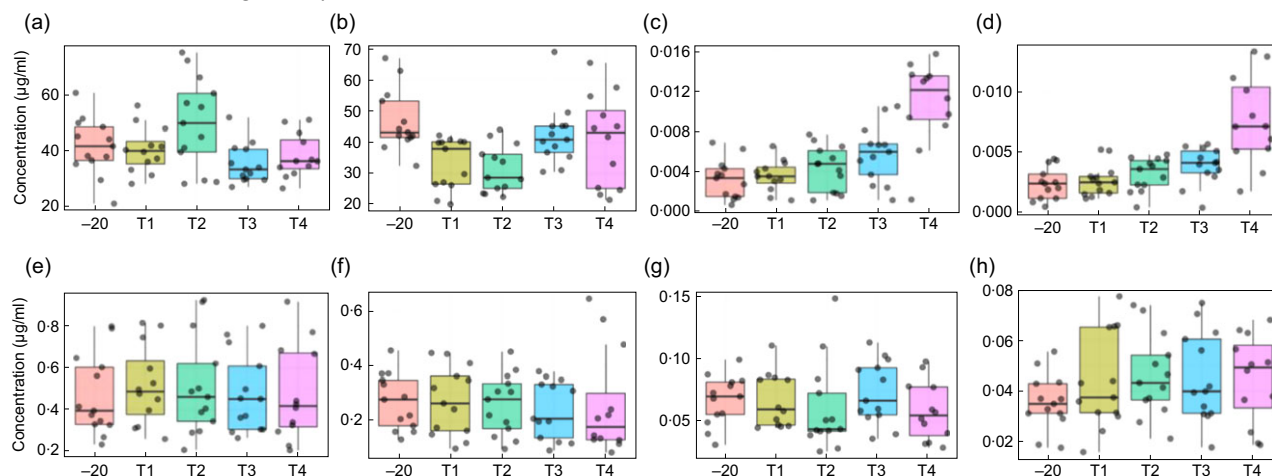 (a)
(b)
(c)
(d)
Concentration (µg/ml)
60
40
20
–20 T1 T2 T3 T4
70
60
50
40
30
20
–20 T1 T2 T3 T4
0·016
0·012
0·008
0·004
0·000
–20 T1 T2 T3 T4
0·010
0·005
0·000
–20 T1 T2 T3 T4
(e)
(f)
(g)
(h)
Concentration (µg/ml)
0·8
0·6
0·4
0·2
–20 T1 T2 T3 T4
0·6
0·4
0·2
–20 T1 T2 T3 T4
0·15
0·10
0·05
–20 T1 T2 T3 T4
0·08
0·06
0·04
0·02
–20 T1 T2 T3 T4